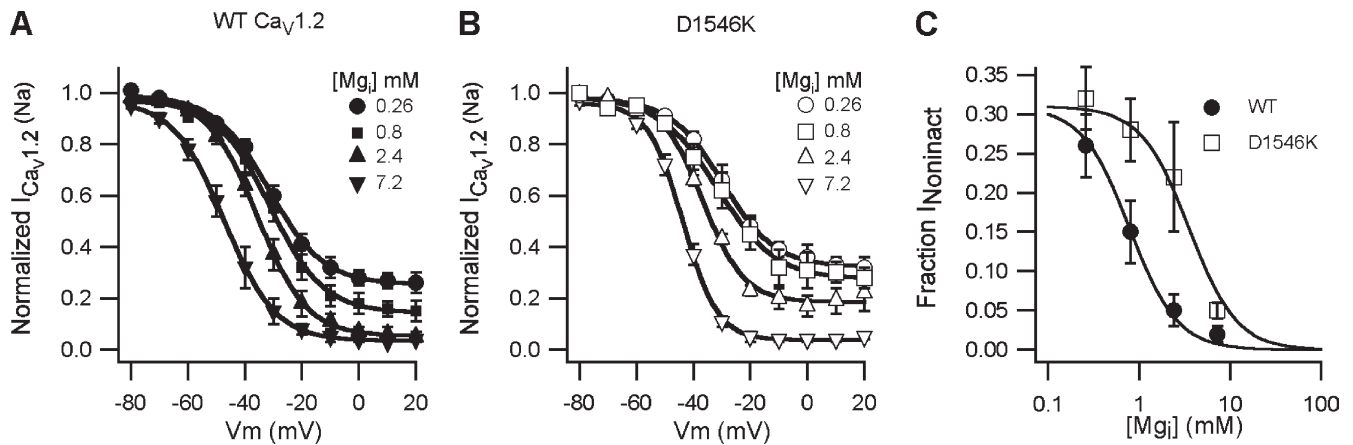 A
WT CaV1.2
Normalized ICaV1.2 (Na)
1.0
0.8
0.6
0.4
0.2
0.0
-80
-60
-40
-20
0
20
Vm (mV)
[Mgi] mM
0.26
0.8
2.4
7.2
B
D1546K
Normalized ICaV1.2 (Na)
1.0
0.8
0.6
0.4
0.2
0.0
-80
-60
-40
-20
0
20
Vm (mV)
[Mgi] mM
0.26
0.8
2.4
7.2
C
Fraction INoninact
0.35
0.30
0.25
0.20
0.15
0.10
0.05
0.00
0.1
1
10
100
[Mgi] (mM)
WT
D1546K